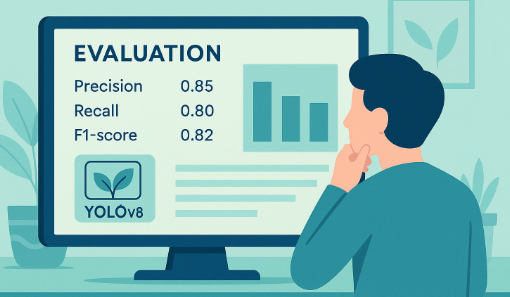 EVALUATION
Precision 0.85
Recall 0.80
F1-score 0.82
YOLOv8